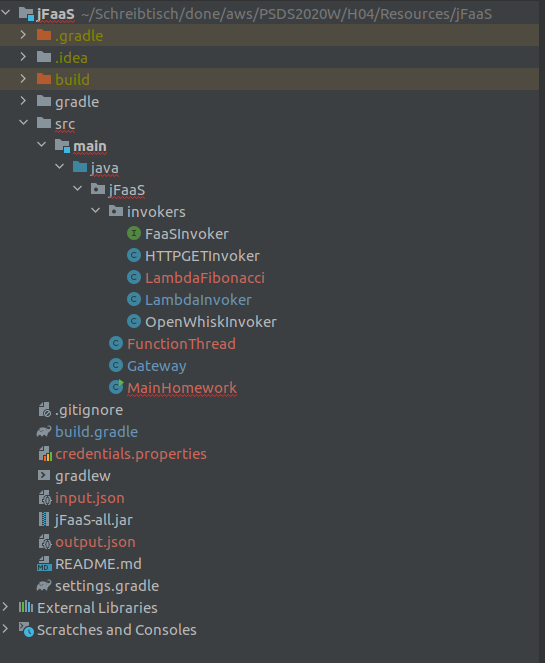 jFaaS ~/Schreibtisch/done/aws/PSDS2020W/H04/Resources/jFaaS
.gradle
.idea
build
gradle
src
main
java
jFaaS
invokers
FaaSInvoker
HTTPGETInvoker
LambdaFibonacci
LambdaInvoker
OpenWhiskInvoker
FunctionThread
Gateway
MainHomework
.gitignore
build.gradle
credentials.properties
gradlew
input.json
jFaaS-all.jar
output.json
README.md
settings.gradle
External Libraries
Scratches and Consoles